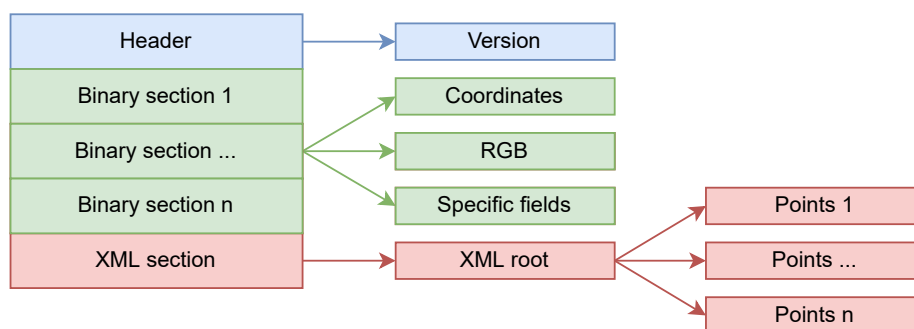 Header
Version
Binary section 1
Coordinates
Binary section ...
RGB
Binary section n
Specific fields
Points 1
XML section
XML root
Points ...
Points n